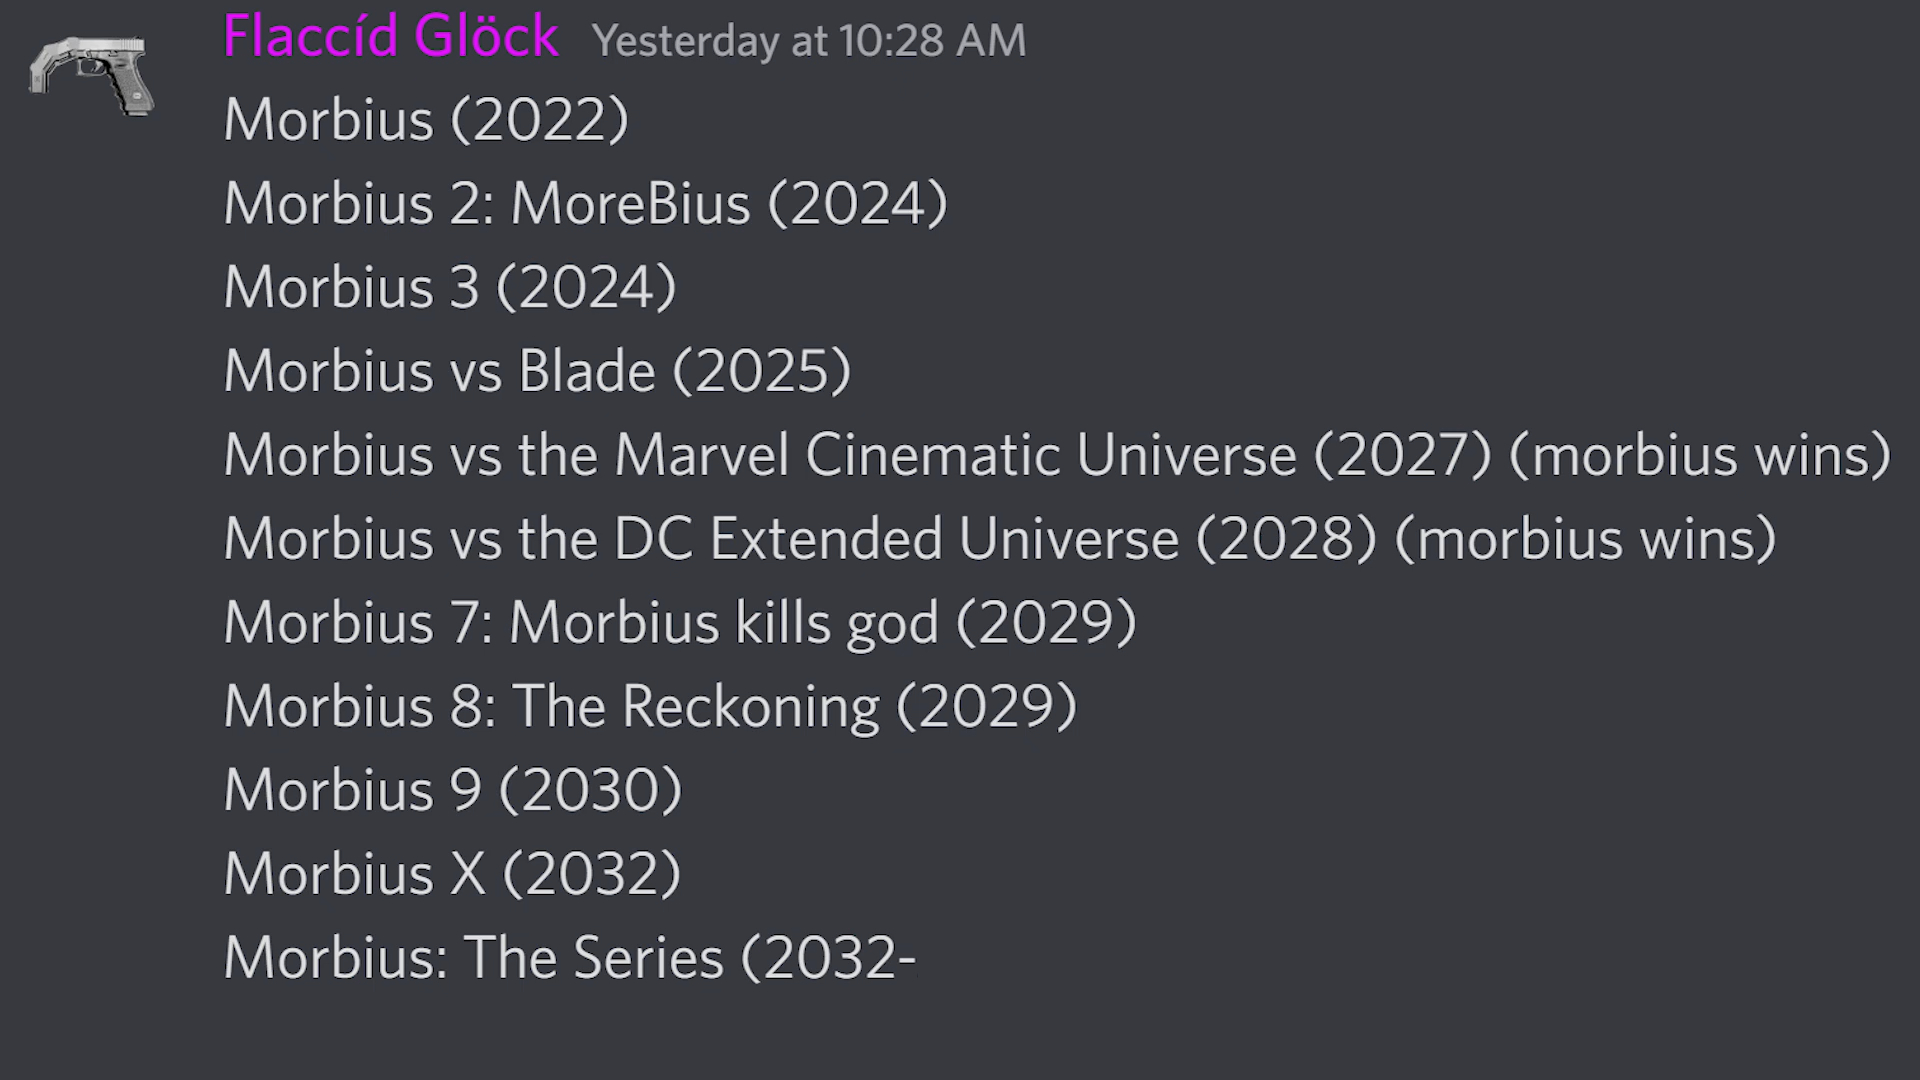 Flaccíd Glöck Yesterday at 10:28 AM
Morbius (2022)
Morbius 2: MoreBius (2024)
Morbius 3 (2024)
Morbius vs Blade (2025)
Morbius vs the Marvel Cinematic Universe (2027) (morbius wins)
Morbius vs the DC Extended Universe (2028) (morbius wins)
Morbius 7: Morbius kills god (2029)
Morbius 8: The Reckoning (2029)
Morbius 9 (2030)
Morbius X (2032)
Morbius: The Series (2032-